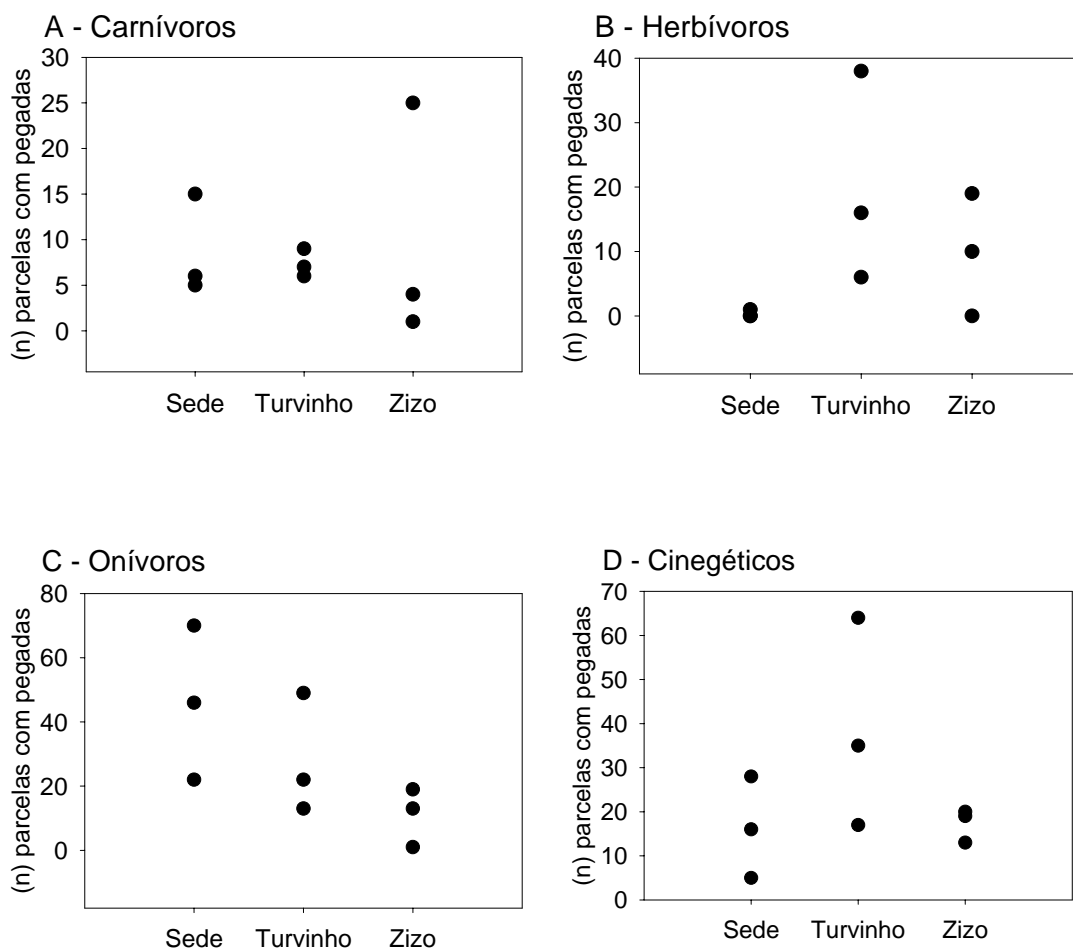 A - Carnívoros
(n) parcelas com pegadas
30
25
20
15
10
5
0
Sede Turvinho Zizo
B - Herbívoros
(n) parcelas com pegadas
40
30
20
10
0
Sede Turvinho Zizo
C - Onívoros
(n) parcelas com pegadas
80
60
40
20
0
Sede Turvinho Zizo
D - Cinegéticos
(n) parcelas com pegadas
70
60
50
40
30
20
10
0
Sede Turvinho Zizo